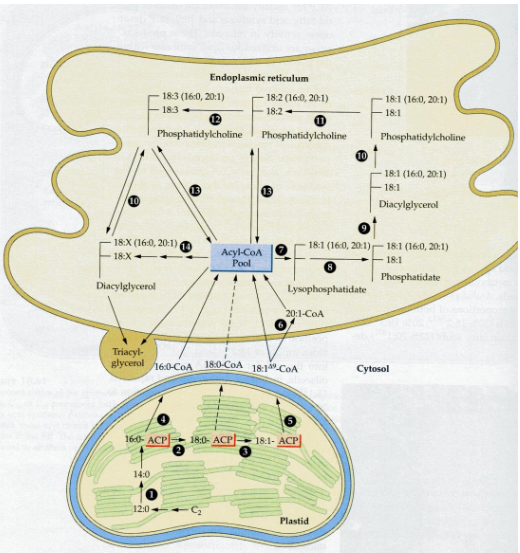 Endoplasmic reticulum
18:3 (16:0, 20:1)
18:3
12
Phosphatidylcholine
18:2 (16:0, 20:1)
18:2
11
Phosphatidylcholine
18:1 (16:0, 20:1)
18:1
Phosphatidylcholine
10
18:1 (16:0, 20:1)
18:1
Diacylglycerol
9
10
13
13
18:X (16:0, 20:1)
18:X
14
Diacylglycerol
Acyl-CoA
Pool
7
18:1 (16:0, 20:1)
8
Lysophosphatidate
18:1 (16:0, 20:1)
18:1
Phosphatidate
20:1-CoA
6
Triacyl-
glycerol
16:0-CoA
18:0-CoA
18:1Δ9-CoA
Cytosol
4
5
16:0- ACP
2
18:0- ACP
3
18:1- ACP
14:0
1
12:0
C2
Plastid